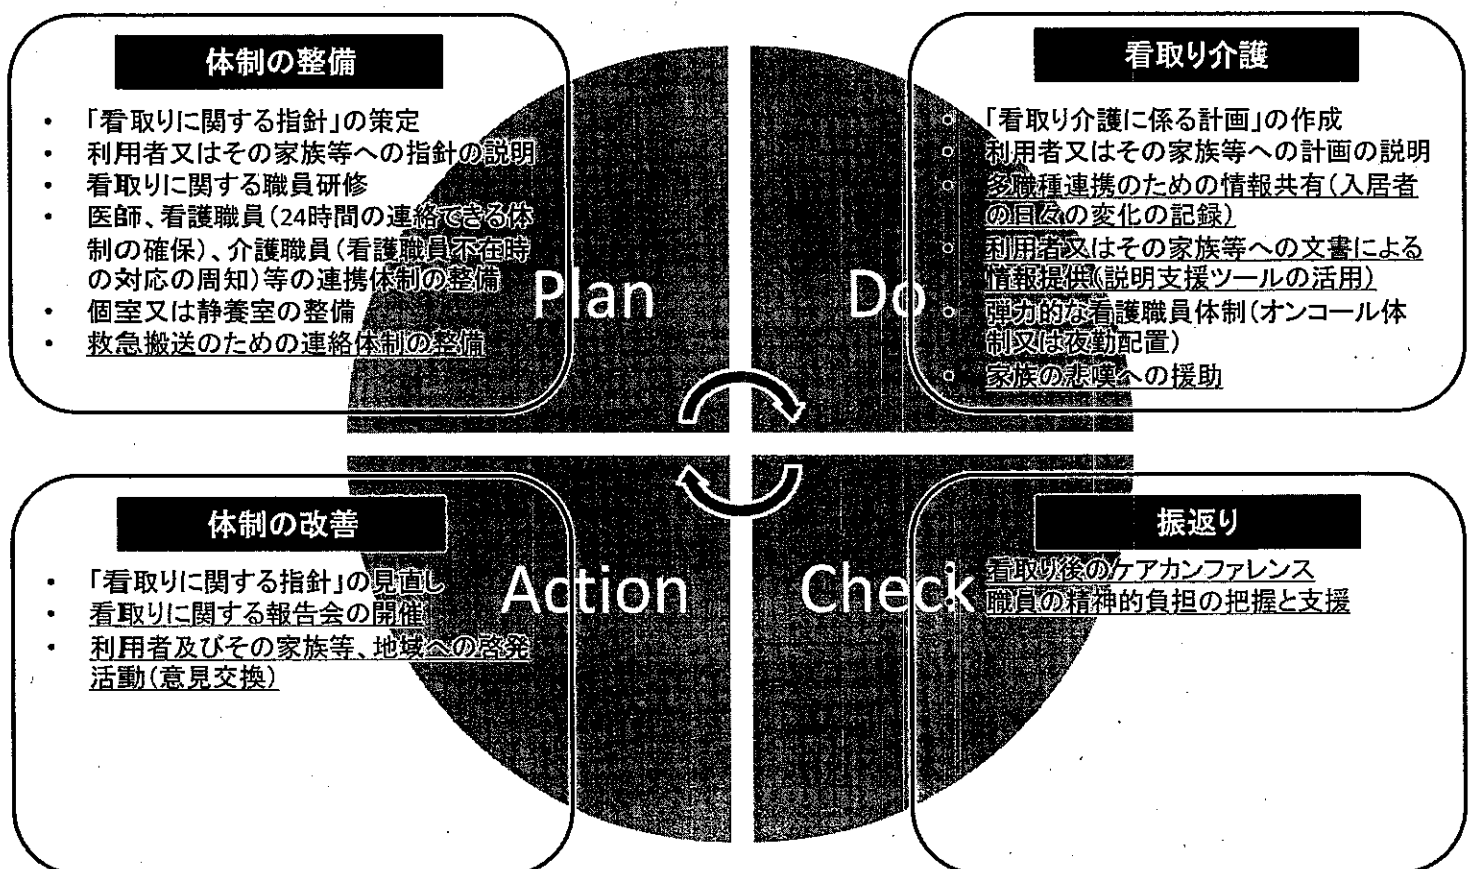 体制の整備
・ 「看取りに関する指針」の策定
・ 利用者又はその家族等への指針の説明
・ 看取りに関する職員研修
・ 医師、看護職員(24時間の連絡できる体
制の確保)、介護職員(看護職員不在時
の対応の周知)等の連携体制の整備
・ 個室又は静養室の整備
・ 救急搬送のための連絡体制の整備
Plan
看取り介護
○ 「看取り介護に係る計画」の作成
○ 利用者又はその家族等への計画の説明
○ 多職種連携のための情報共有(入居者
の日々の変化の記録)
○ 利用者又はその家族等への文書による
情報提供(説明支援ツールの活用)
○ 弾力的な看護職員体制(オンコール体
制又は夜勤配置)
○ 家族の悲嘆への援助
Do
体制の改善
・ 「看取りに関する指針」の見直し
・ 看取りに関する報告会の開催
・ 利用者及びその家族等、地域への啓発
活動(意見交換)
Action
振返り
・ 看取り後のケアカンファレンス
・ 職員の精神的負担の把握と支援
Check